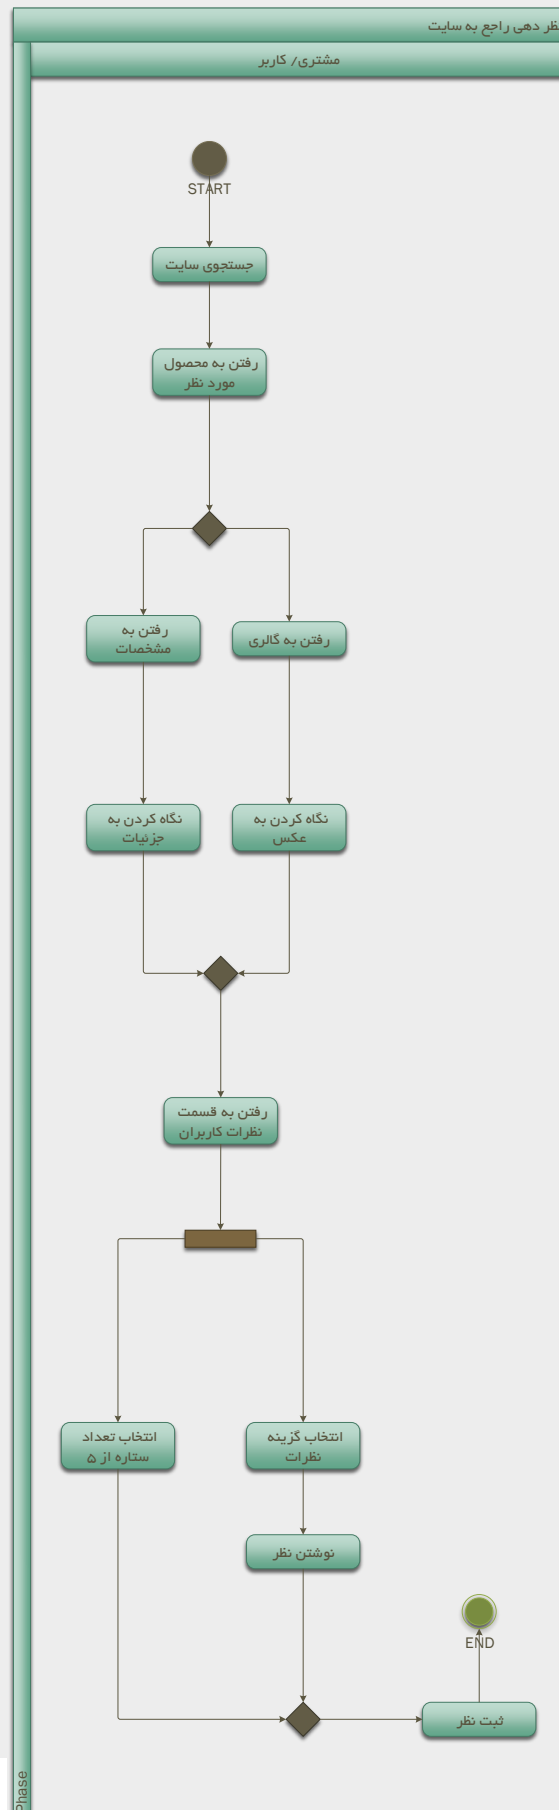 ظر دهی راجع به سایت
مشتری/ کاربر
START
جستجوی سایت
رفتن به محصول
مورد نظر
رفتن به گالری
رفتن به
مشخصات
نگاه کردن به
عکس
نگاه کردن به
جزئیات
رفتن به قسمت
نظرات کاربران
انتخاب گزینه
نظرات
انتخاب تعداد
ستاره از ۵
نوشتن نظر
END
ثبت نظر
Phase